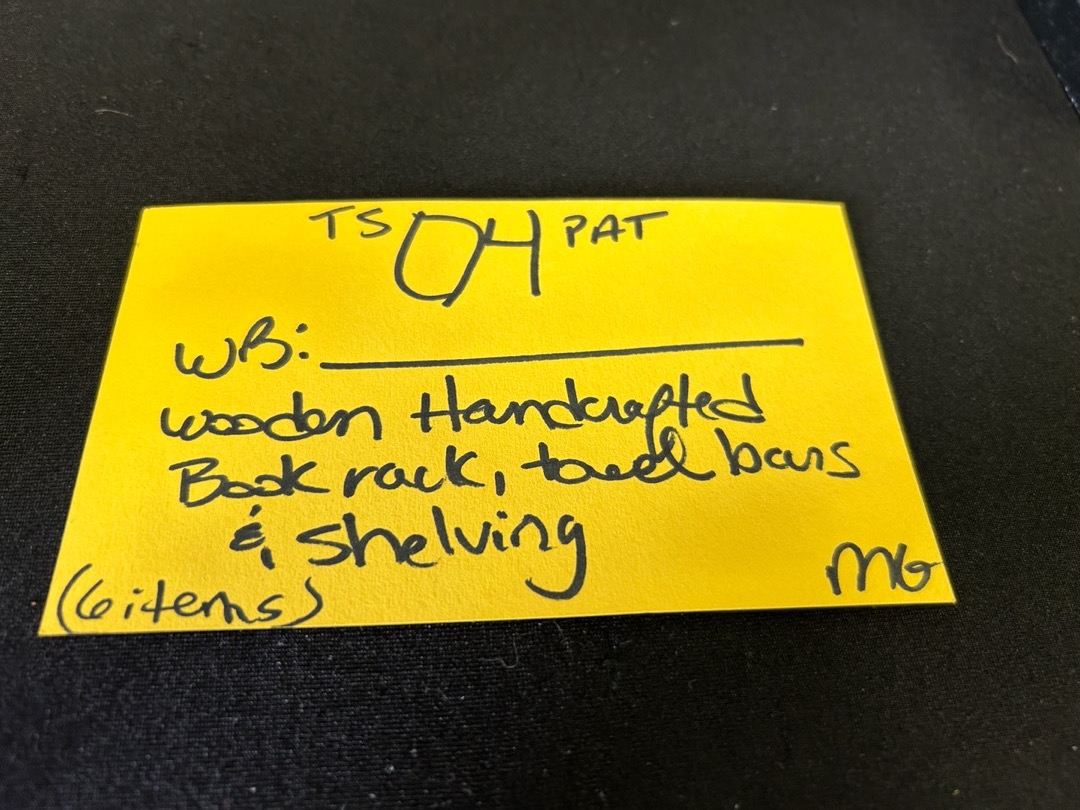 TS 04 PAT
WB:
wooden Handcrafted
Book rack, towel bars
& shelving
(6 items) MG